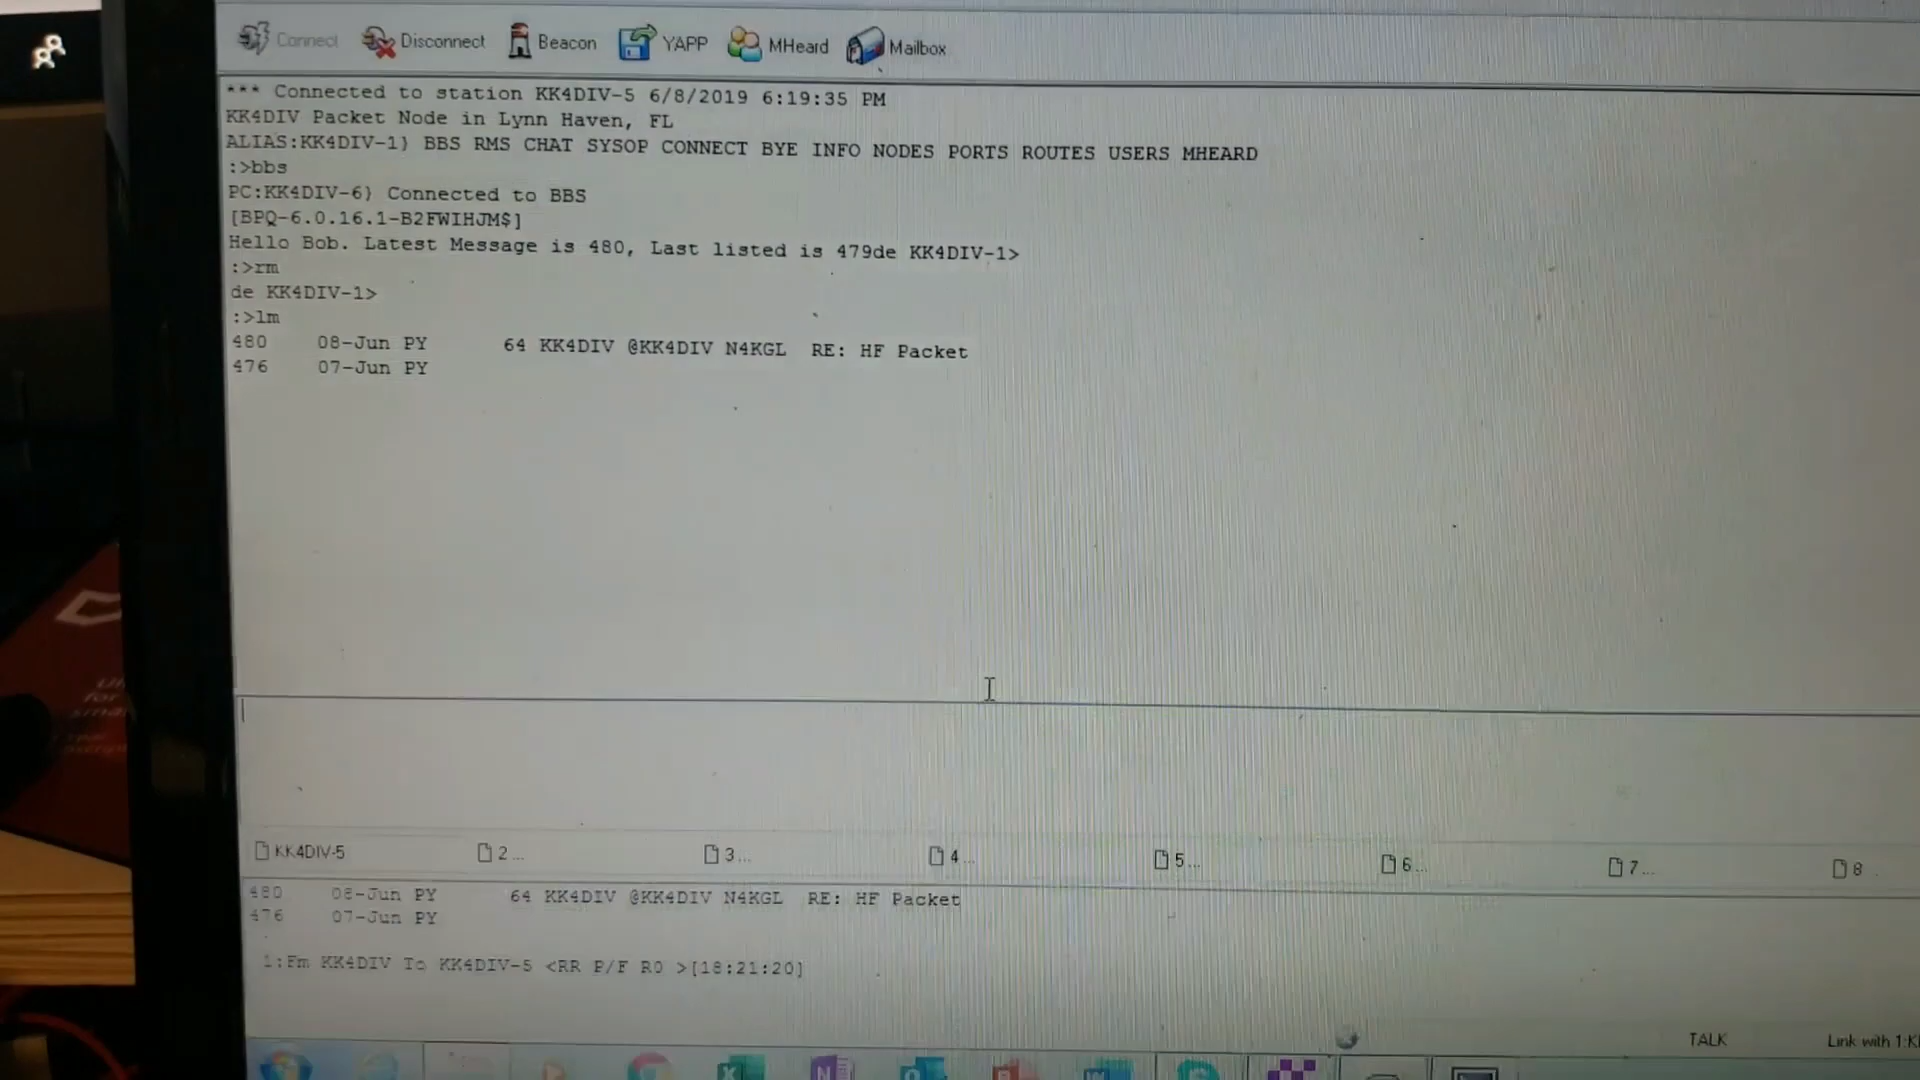 Connect Disconnect Beacon YAPP MHeard Mailbox
*** Connected to station KK4DIV-5 6/8/2019 6:19:35 PM
KK4DIV Packet Node in Lynn Haven, FL
ALIAS:KK4DIV-1} BBS RMS CHAT SYSOP CONNECT BYE INFO NODES PORTS ROUTES USERS MHEARD
:>bbs
PC:KK4DIV-6} Connected to BBS
[BPQ-6.0.16.1-B2FWIHJM$]
Hello Bob. Latest Message is 480, Last listed is 479de KK4DIV-1>
:>rm
de KK4DIV-1>
:>lm
480 08-Jun PY 64 KK4DIV @KK4DIV N4KGL RE: HF Packet
476 07-Jun PY
KK4DIV-5 2... 3... 4... 5... 6... 7... 8
480 08-Jun PY 64 KK4DIV @KK4DIV N4KGL RE: HF Packet
476 07-Jun PY
1:Fm KK4DIV To KK4DIV-5 <RR P/F R0 >[18:21:20]
TALK Link with 1:K